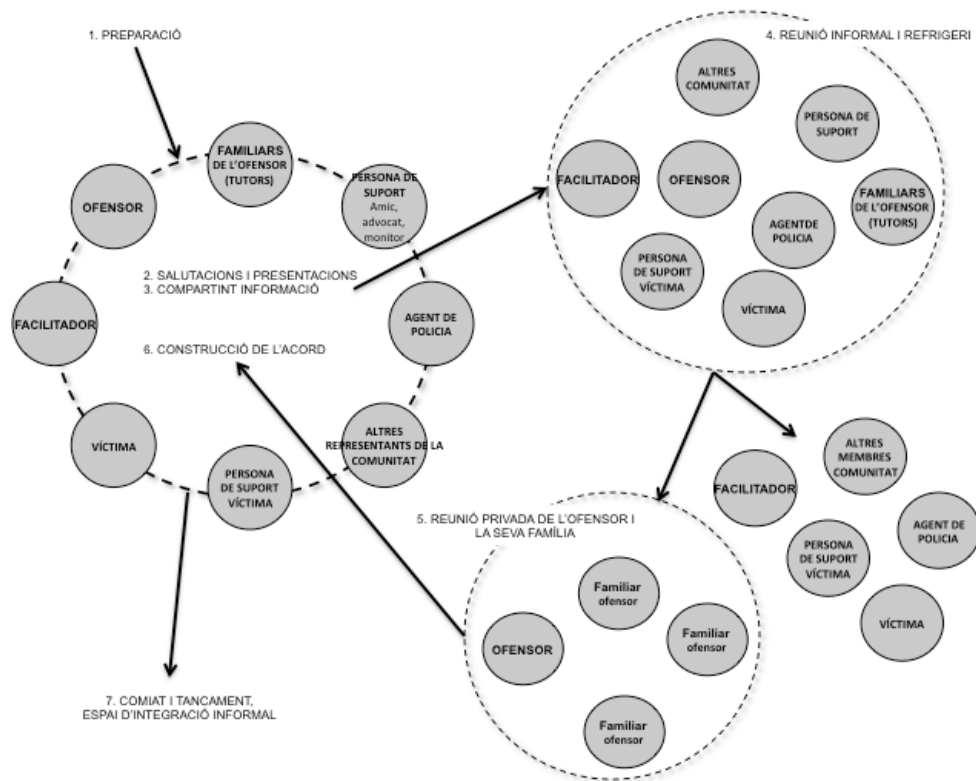 1. PREPARACIÓ
FAMILIARS
DE L'OFENSOR
(TUTORS)
PERSONA DE
SUPORT
Amic,
advocat,
monitor
OFENSOR
2. SALUTACIONS I PRESENTACIONS
3. COMPARTINT INFORMACIÓ
FACILITADOR
AGENT DE
POLICIA
6. CONSTRUCCIÓ DE L'ACORD
VÍCTIMA
ALTRES
REPRESENTANTS DE LA
COMUNITAT
PERSONA
DE SUPORT
VÍCTIMA
7. COMIAT I TANCAMENT,
ESPAI D'INTEGRACIÓ INFORMAL
4. REUNIÓ INFORMAL I REFRIGERI
ALTRES
COMUNITAT
PERSONA DE
SUPORT
FACILITADOR
OFENSOR
FAMILIARS
DE L'OFENSOR
(TUTORS)
AGENTDE
POLICIA
PERSONA
DE SUPORT
VÍCTIMA
VÍCTIMA
5. REUNIÓ PRIVADA DE L'OFENSOR I
LA SEVA FAMÍLIA
Familiar
ofensor
OFENSOR
Familiar
ofensor
Familiar
ofensor
ALTRES
MEMBRES
COMUNITAT
FACILITADOR
AGENT DE
POLICIA
PERSONA
DE SUPORT
VÍCTIMA
VÍCTIMA